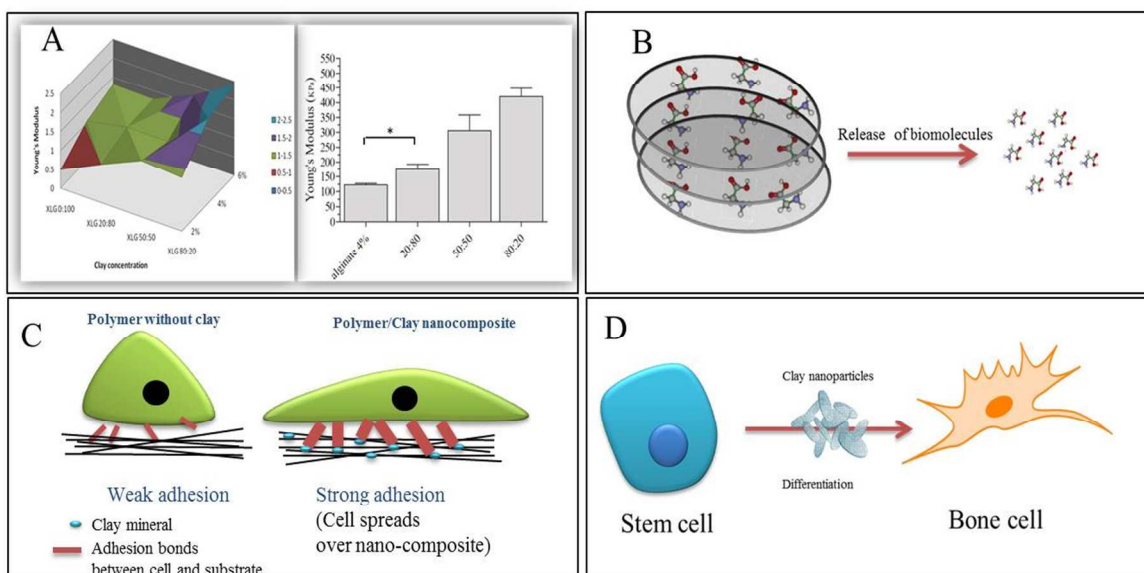 A
2.5
2
1.5
1
0.5
0
Young's Modulus
XLG 0:100
XLG 20:80
XLG 50:50
XLG 80:20
2%
4%
6%
Clay concentration
2-2.5
1.5-2
1-1.5
0.5-1
0-0.5
550
500
450
400
350
300
250
200
150
100
50
0
Young's Modulus (KPa)
*
alginate 4%
20:80
50:50
80:20
B
Release of biomolecules
C
Polymer without clay
Polymer/Clay nanocomposite
Weak adhesion
Strong adhesion
(Cell spreads
over nano-composite)
Clay mineral
Adhesion bonds
between cell and substrate
D
Clay nanoparticles
Differentiation
Stem cell
Bone cell